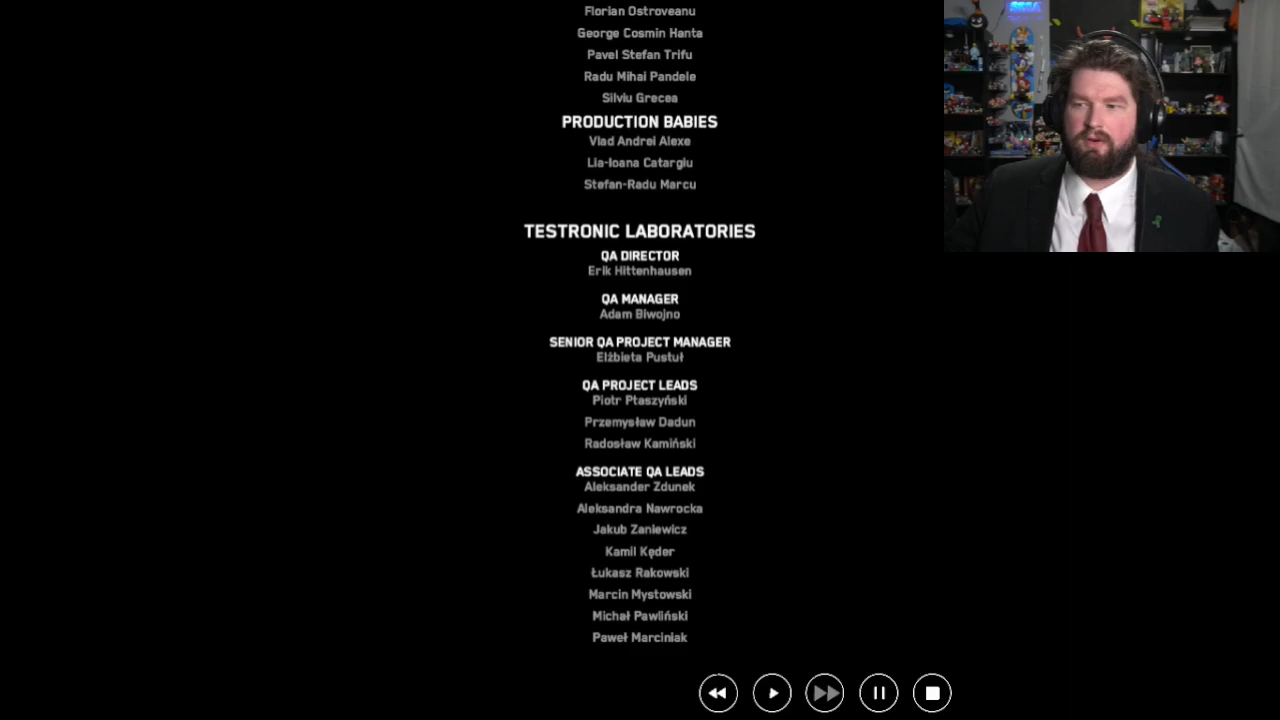 Florian Ostroveanu
George Cosmin Hanta
Pavel Stefan Trifu
Radu Mihai Pandele
Silviu Grecea
PRODUCTION BABIES
Vlad Andrei Alexe
Lia-Ioana Catargiu
Stefan-Radu Marcu
TESTRONIC LABORATORIES
QA DIRECTOR
Erik Hittenhausen
QA MANAGER
Adam Biwojno
SENIOR QA PROJECT MANAGER
Elżbieta Pustuł
QA PROJECT LEADS
Piotr Ptaszyński
Przemysław Dadun
Radosław Kamiński
ASSOCIATE QA LEADS
Aleksander Zdunek
Aleksandra Nawrocka
Jakub Zaniewicz
Kamil Kęder
Łukasz Rakowski
Marcin Mystowski
Michał Pawliński
Paweł Marciniak
SEGA